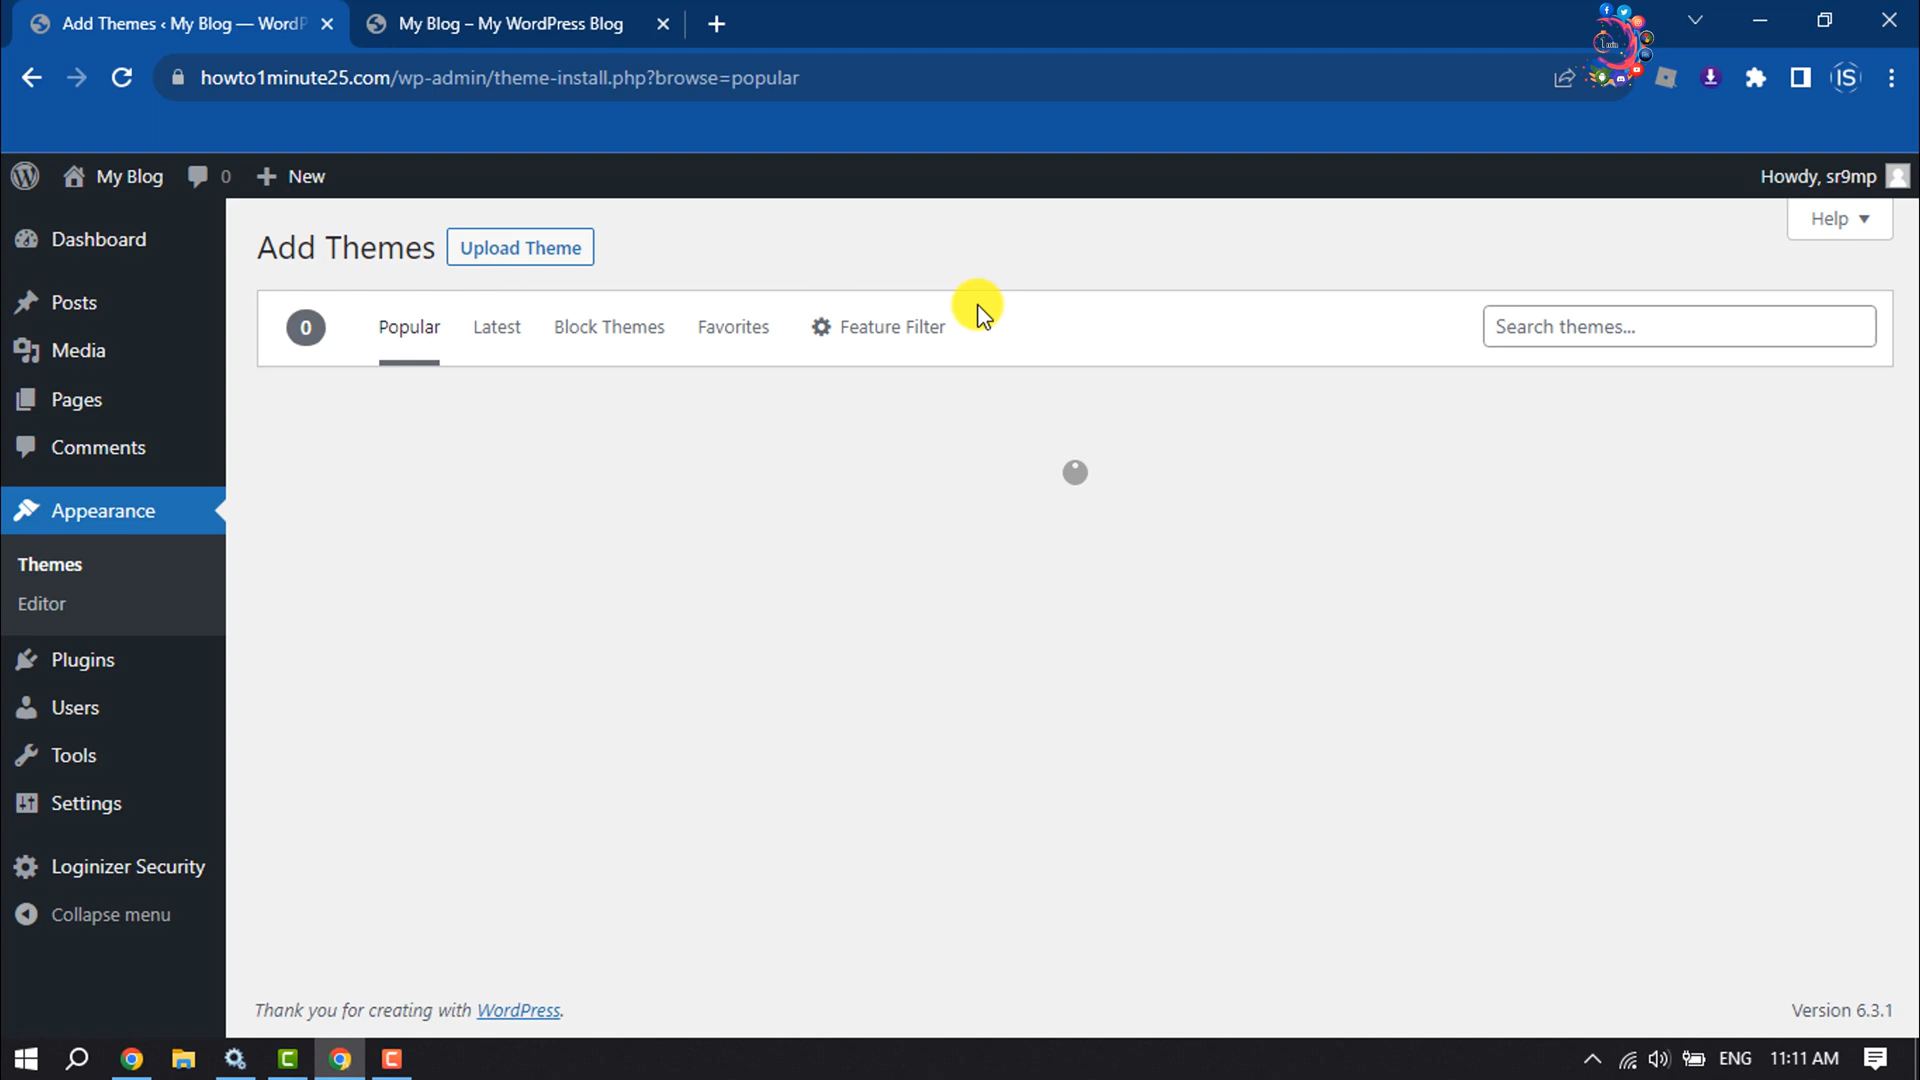 Add Themes ‹ My Blog — WordP
My Blog – My WordPress Blog
howto1minute25.com/wp-admin/theme-install.php?browse=popular
IS
My Blog
0
New
Howdy, sr9mp
Dashboard
Posts
Media
Pages
Comments
Appearance
Themes
Editor
Plugins
Users
Tools
Settings
Loginizer Security
Collapse menu
Help
Add Themes
Upload Theme
0
Popular
Latest
Block Themes
Favorites
Feature Filter
Search themes...
Thank you for creating with WordPress.
Version 6.3.1
ENG
11:11 AM